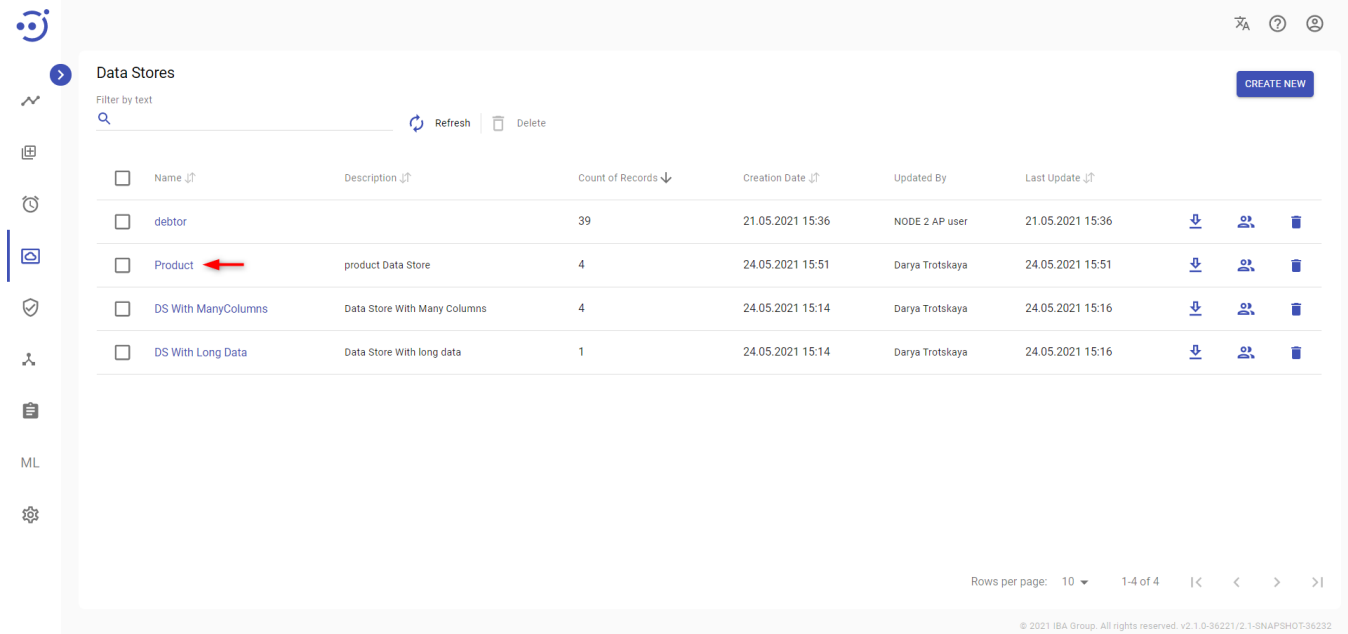 Data Stores
CREATE NEW
Filter by text
Refresh Delete
Name Description Count of Records Creation Date Updated By Last Update
debtor 39 21.05.2021 15:36 NODE 2 AP user 21.05.2021 15:36
Product product Data Store 4 24.05.2021 15:51 Darya Trotskaya 24.05.2021 15:51
DS With ManyColumns Data Store With Many Columns 4 24.05.2021 15:14 Darya Trotskaya 24.05.2021 15:16
DS With Long Data Data Store With long data 1 24.05.2021 15:14 Darya Trotskaya 24.05.2021 15:16
ML
Rows per page: 10 1-4 of 4
© 2021 IBA Group. All rights reserved. v2.1.0-36221/2.1-SNAPSHOT-36232